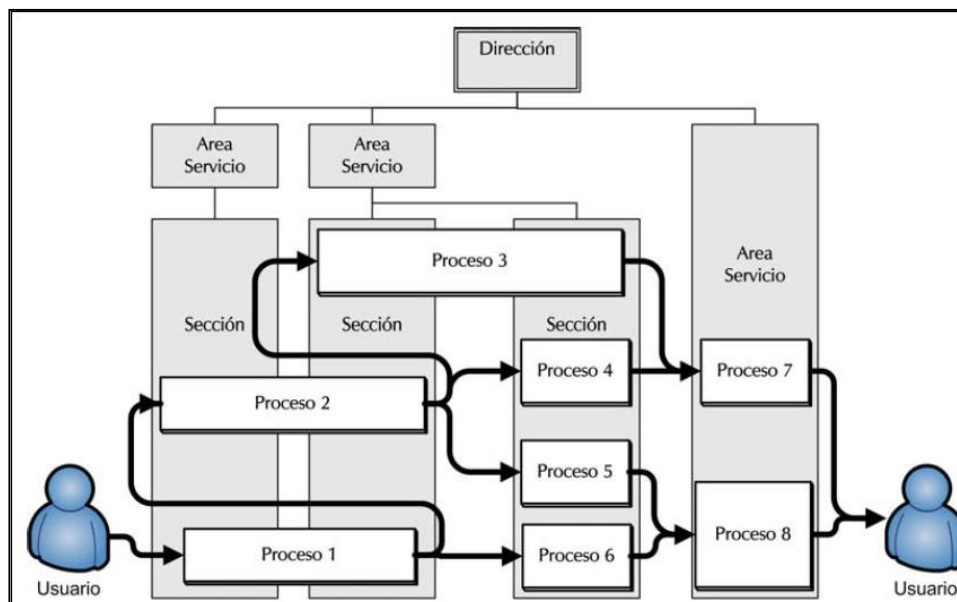 Dirección
Area
Servicio
Area
Servicio
Area
Servicio
Proceso 3
Sección
Sección
Sección
Proceso 4
Proceso 7
Proceso 2
Proceso 5
Proceso 1
Proceso 6
Proceso 8
Usuario
Usuario